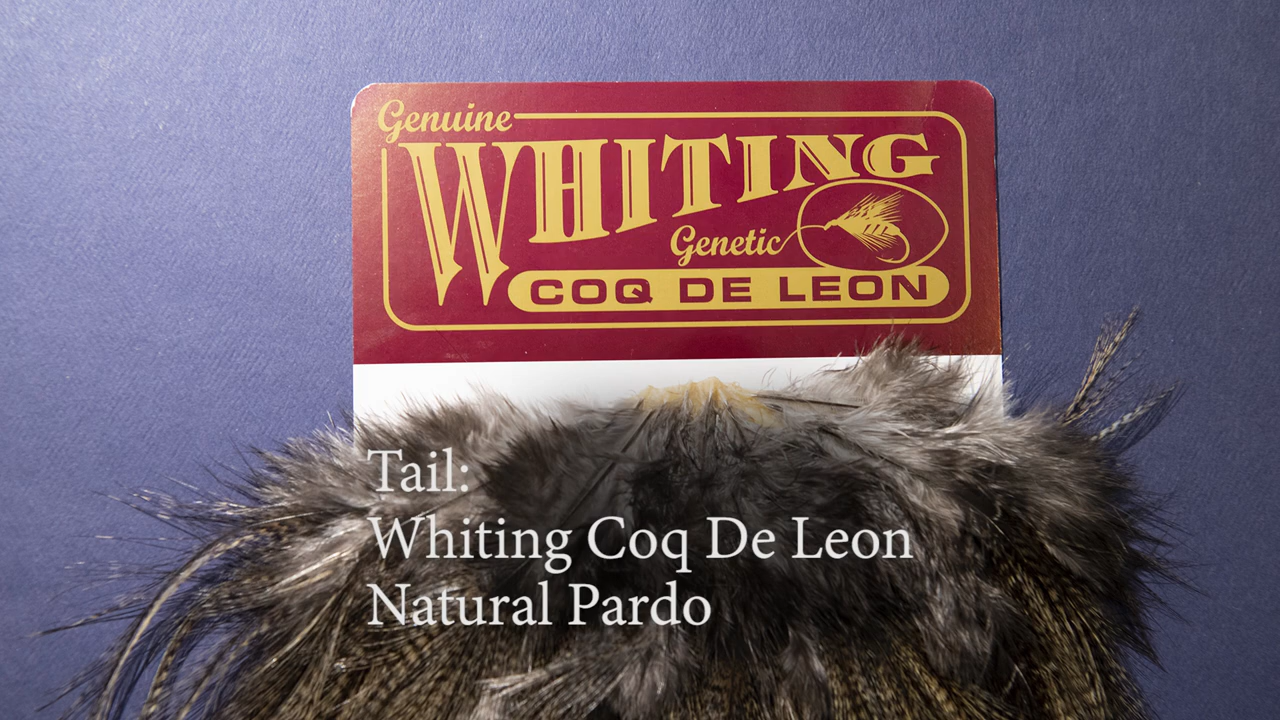 Genuine
WHITING
Genetic
COQ DE LEON
Tail:
Whiting Coq De Leon
Natural Pardo